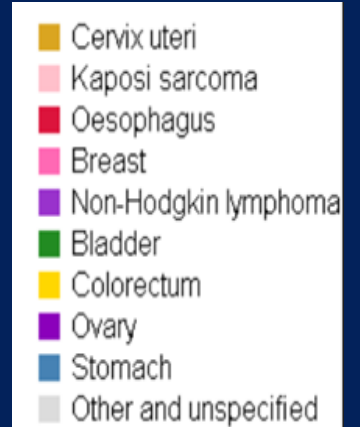 Cervix uteri
Kaposi sarcoma
Oesophagus
Breast
Non-Hodgkin lymphoma
Bladder
Colorectum
Ovary
Stomach
Other and unspecified